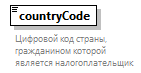 countryCode
Цифровой код страны,
гражданином которой
является налогоплательщик